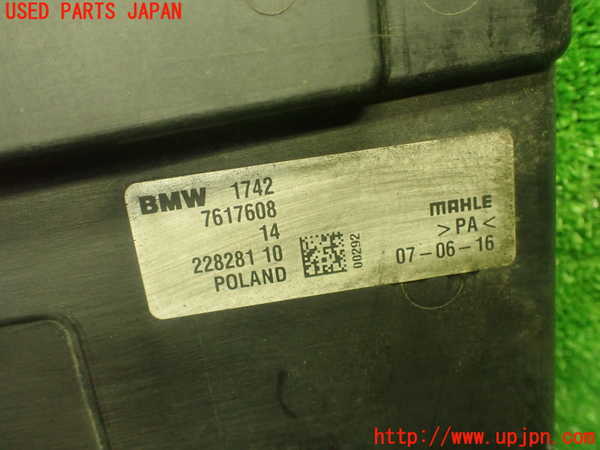 USED PARTS JAPAN
BMW 1742
7617608
14
228281 10
POLAND
00292
MAHLE
>PA<
07-06-16
http://www.upjpn.com/